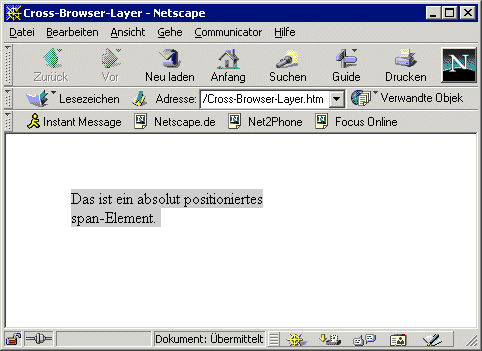 Cross-Browser-Layer - Netscape
Datei Bearbeiten Ansicht Gehe Communicator Hilfe
Zurück Vor Neu laden Anfang Suchen Guide Drucken N
Lesezeichen Adresse: /Cross-Browser-Layer.htm Verwandte Objek
Instant Message Netscape.de Net2Phone Focus Online
Das ist ein absolut positioniertes
span-Element.
Dokument: Übermittelt